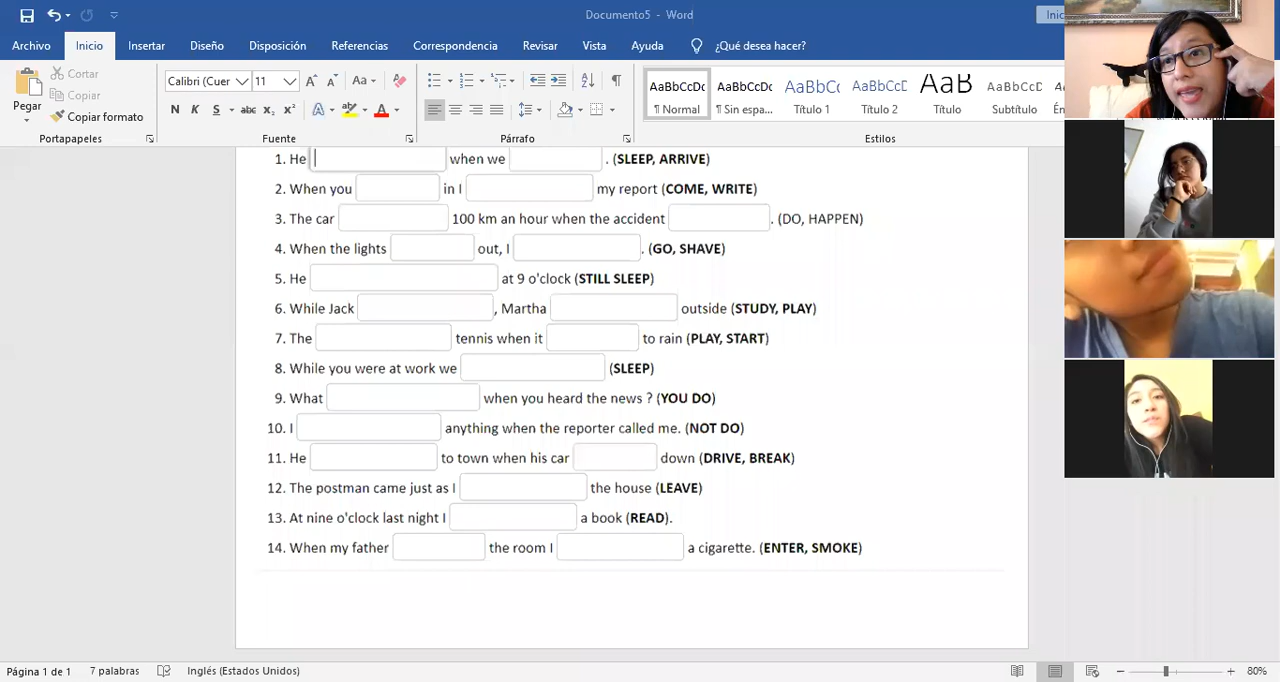 Documento5 - Word
Inic
Archivo Inicio Insertar Diseño Disposición Referencias Correspondencia Revisar Vista Ayuda ¿Qué desea hacer?
Pegar
Cortar
Copiar
Copiar formato
Portapapeles
Calibri (Cuer 11
Aa
N K S abc x₂ x²
A
Fuente
Párrafo
AaBbCcDc AaBbCcDc AaBbCc AaBbCcD AaB AaBbCcD
¶ Normal ¶ Sin espa... Título 1 Título 2 Título Subtítulo Én
Estilos
1. He when we . (SLEEP, ARRIVE)
2. When you in I my report (COME, WRITE)
3. The car 100 km an hour when the accident . (DO, HAPPEN)
4. When the lights out, I . (GO, SHAVE)
5. He at 9 o'clock (STILL SLEEP)
6. While Jack , Martha outside (STUDY, PLAY)
7. The tennis when it to rain (PLAY, START)
8. While you were at work we (SLEEP)
9. What when you heard the news ? (YOU DO)
10. I anything when the reporter called me. (NOT DO)
11. He to town when his car down (DRIVE, BREAK)
12. The postman came just as I the house (LEAVE)
13. At nine o'clock last night I a book (READ).
14. When my father the room I a cigarette. (ENTER, SMOKE)
Página 1 de 1 7 palabras Inglés (Estados Unidos) 80%